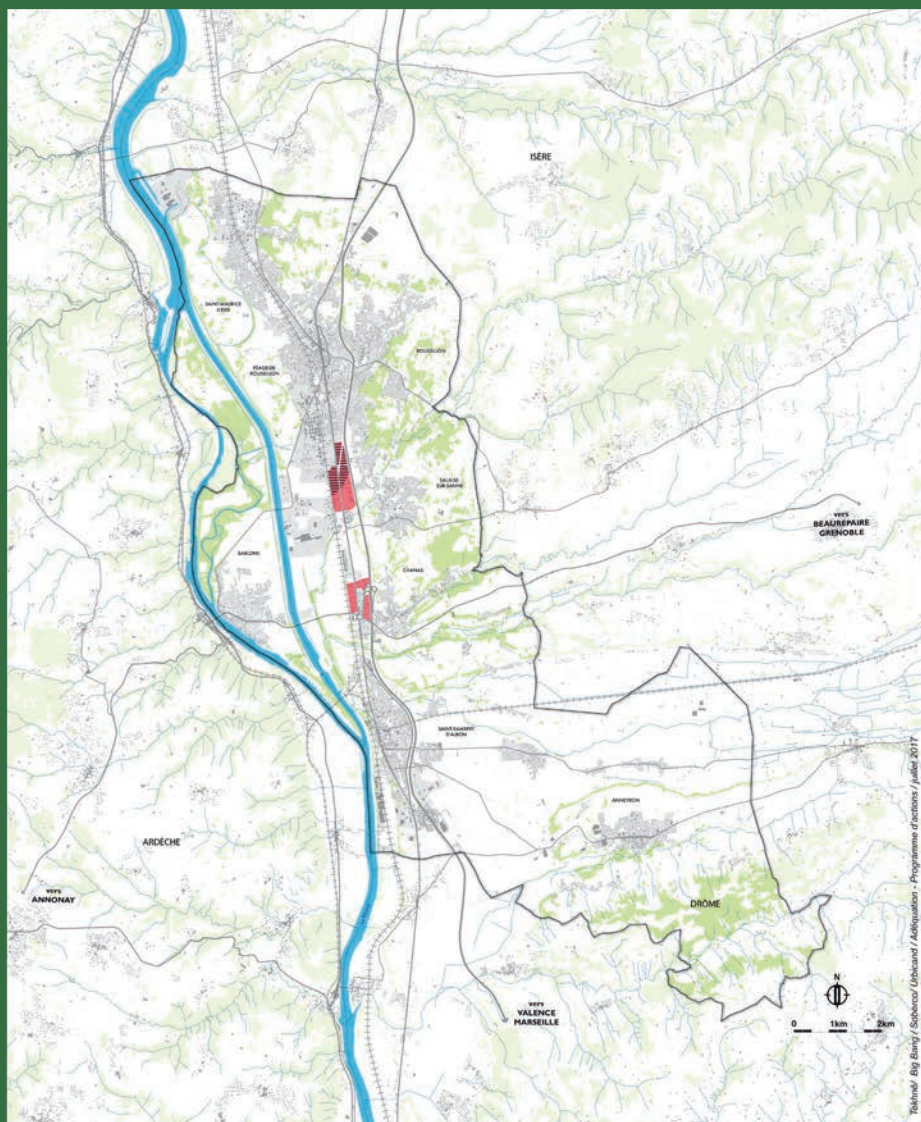 ISÈRE
SAINT-MAURICE
L'EXIL
ROUSSILLON
PEAGE DE
ROUSSILLON
SALAISE
SUR SANNE
vers
BEAUREPAIRE
GRENOBLE
SABLONS
CHANAS
SAINT-RAMBERT
D'ALBON
ANNEYRON
ARDÈCHE
vers
ANNONAY
DRÔME
N
vers
VALENCE
MARSEILLE
0 1km 2km
Tekhnê/ Big Bang / Soberco/ Urbicand / Adéquation - Programme d'actions / juillet 2017